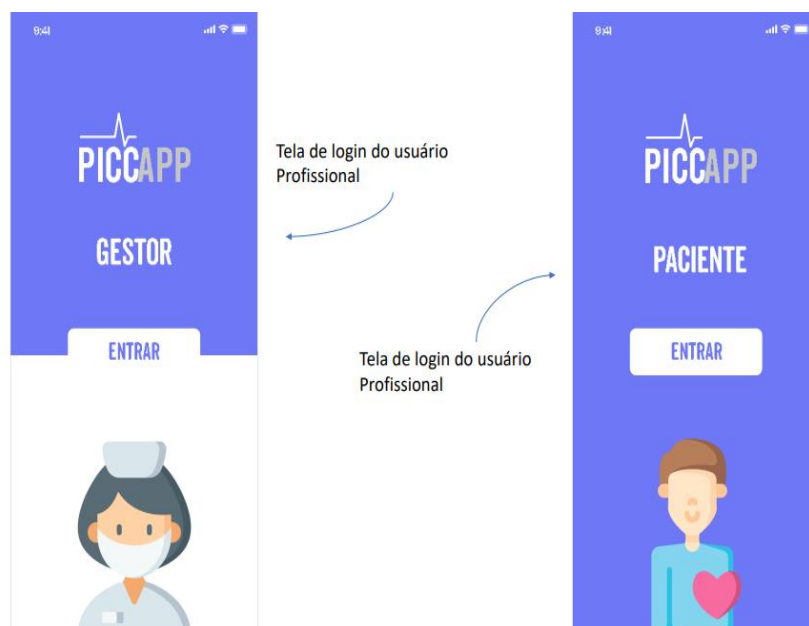 9:41
PICCAPP
GESTOR
ENTRAR
Tela de login do usuário
Profissional
Tela de login do usuário
Profissional
9:41
PICCAPP
PACIENTE
ENTRAR